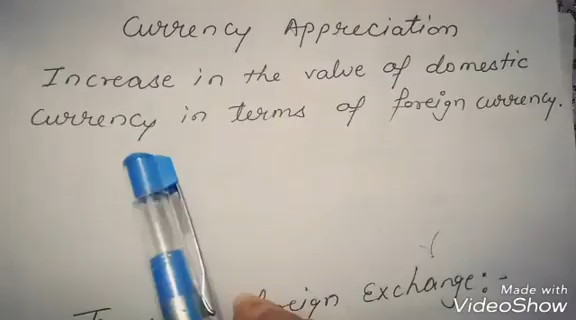 Currency Appreciation
Increase in the value of domestic
currency in terms of foreign currency.
Exchange:-
Made with
VideoShow